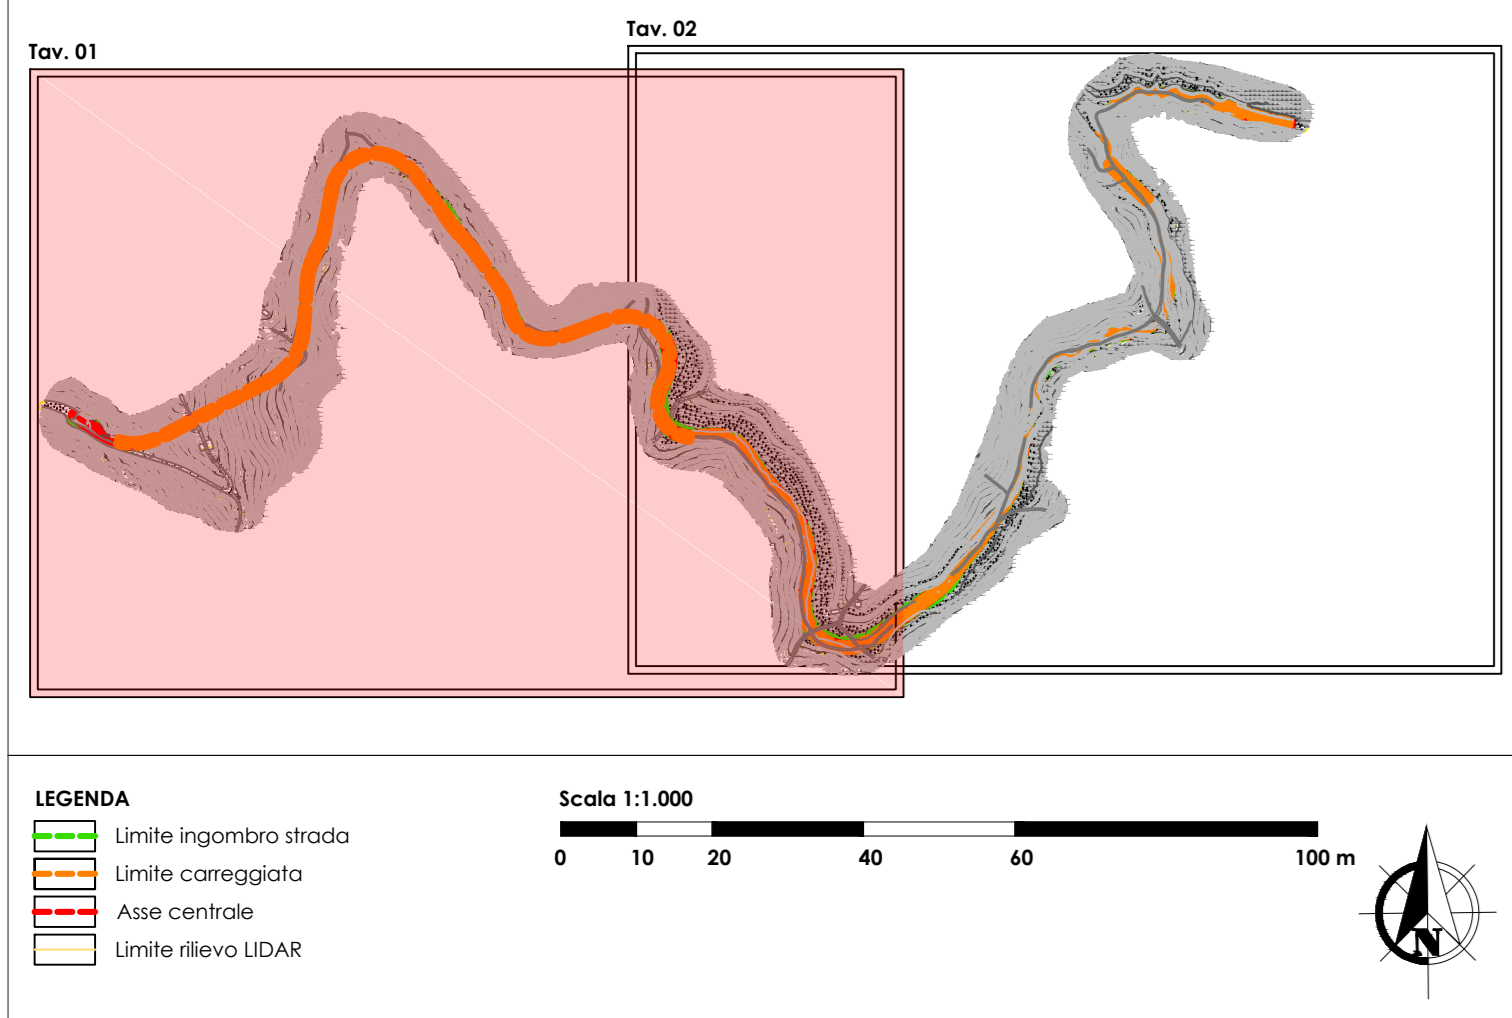 Tav. 02
Tav. 01
LEGENDA
Limite ingombro strada
Limite carreggiata
Asse centrale
Limite rilievo LIDAR
Scala 1:1.000
0 10 20 40 60 100 m
N